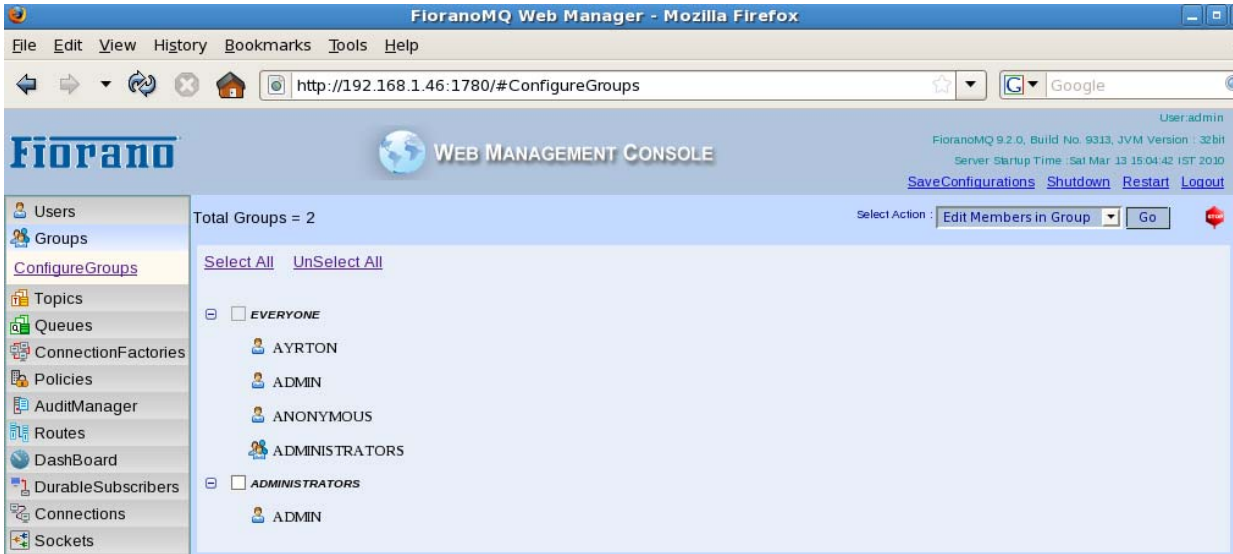 FioranoMQ Web Manager - Mozilla Firefox
File Edit View History Bookmarks Tools Help
http://192.168.1.46:1780/#ConfigureGroups
G Google
User:admin
Fiorano
WEB MANAGEMENT CONSOLE
FioranoMQ 9.2.0, Build No. 9313, JVM Version : 32bit
Server Startup Time :Sat Mar 13 15:04:42 IST 2010
SaveConfigurations Shutdown Restart Logout
Users
Total Groups = 2
Select Action : Edit Members in Group Go
STOP
Groups
ConfigureGroups
Select All UnSelect All
Topics
Queues
ConnectionFactories
Policies
AuditManager
Routes
DashBoard
DurableSubscribers
Connections
Sockets
EVERYONE
AYRTON
ADMIN
ANONYMOUS
ADMINISTRATORS
ADMINISTRATORS
ADMIN